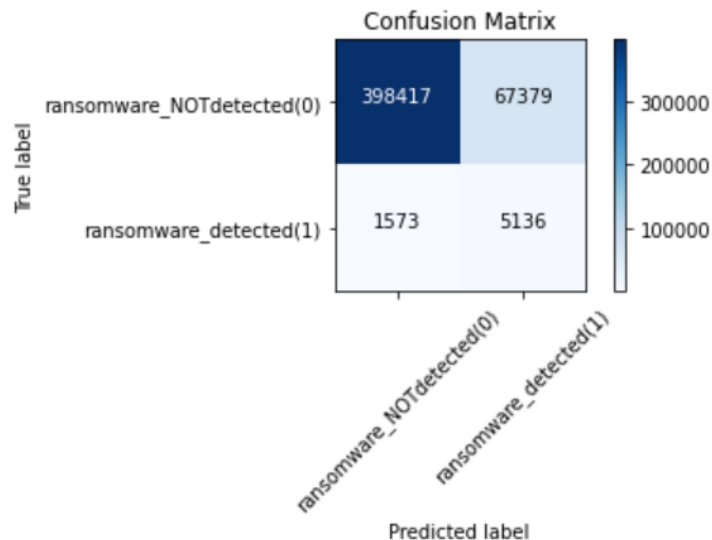 Confusion Matrix
True label
ransomware_NOTdetected(0)
398417
67379
ransomware_detected(1)
1573
5136
300000
200000
100000
ransomware_NOTdetected(0)
ransomware_detected(1)
Predicted label